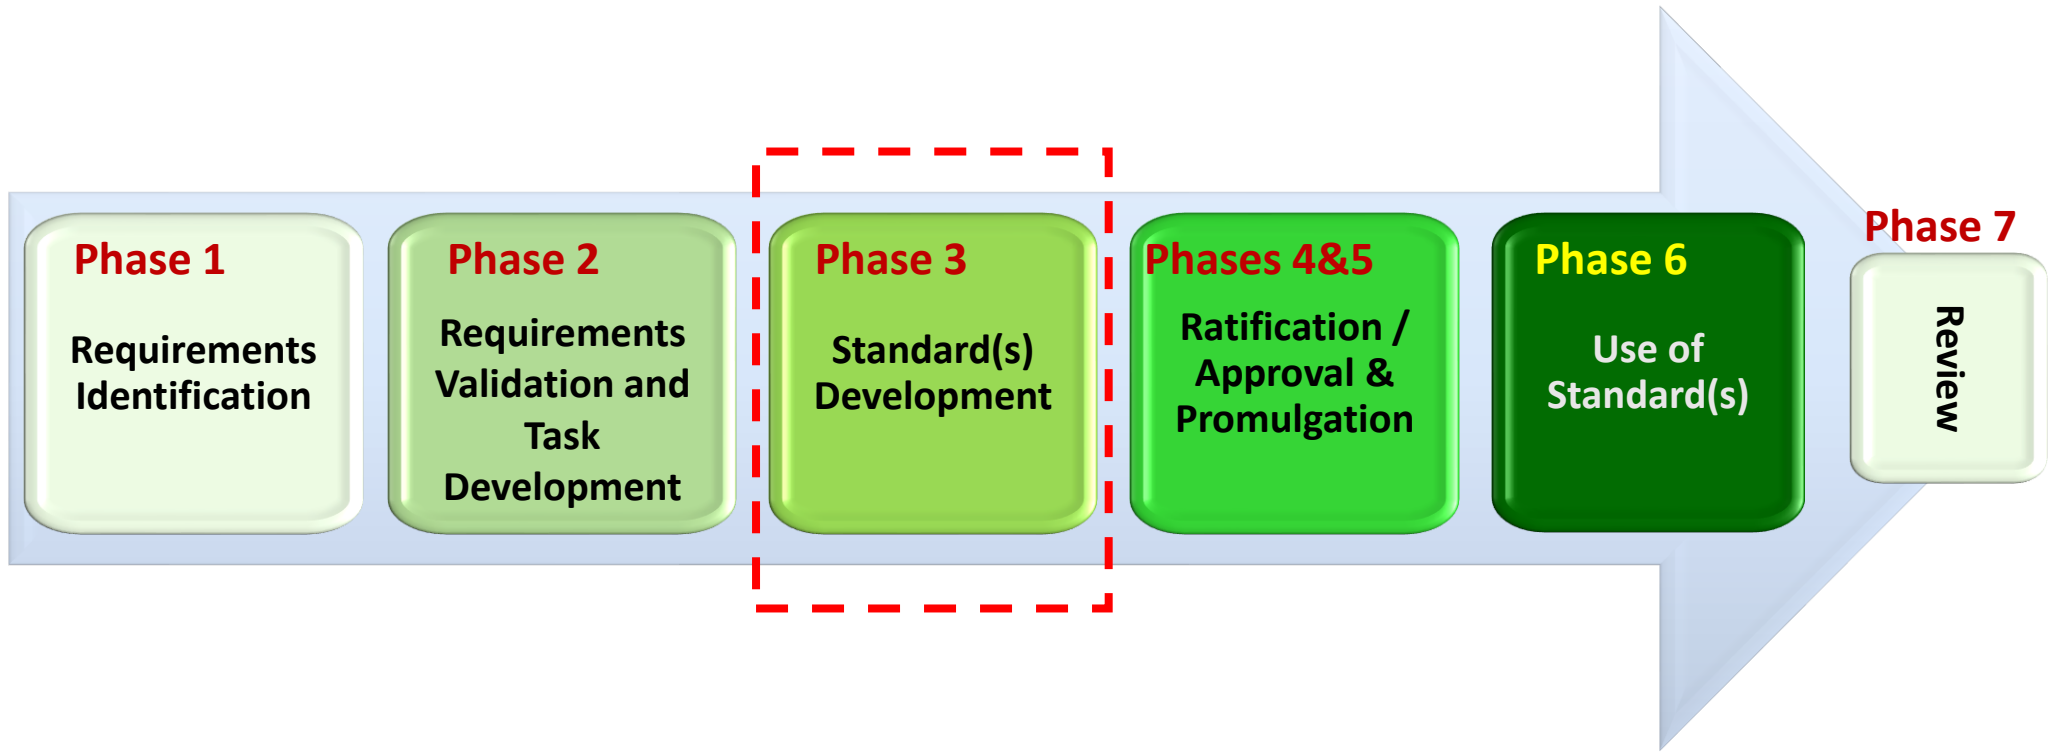 Phase 1
Requirements
Identification
Phase 2
Requirements
Validation and
Task
Development
Phase 3
Standard(s)
Development
Phases 4&5
Ratification /
Approval &
Promulgation
Phase 6
Use of
Standard(s)
Phase 7
Review